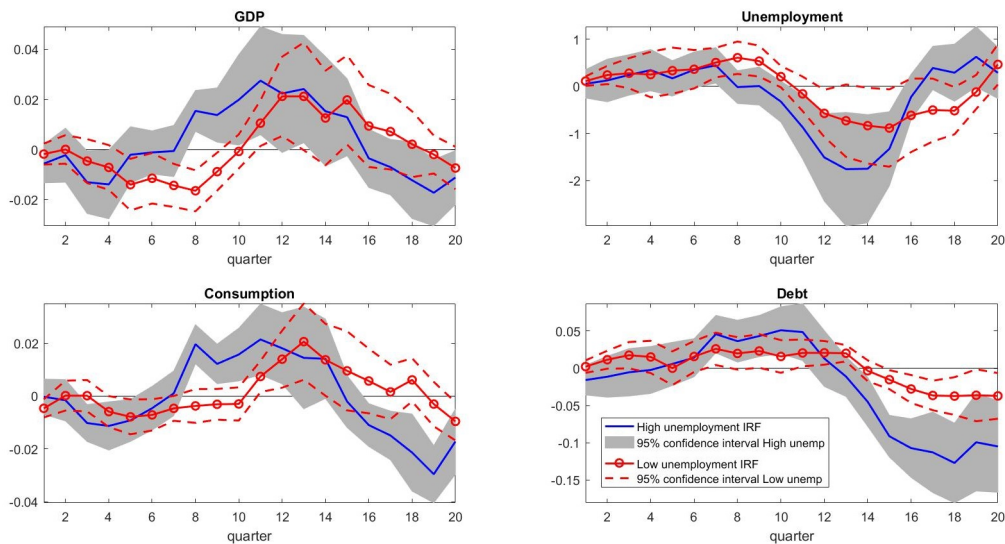 GDP
0.04
0.02
0
-0.02
2 4 6 8 10 12 14 16 18 20
quarter
Unemployment
1
0
-1
-2
2 4 6 8 10 12 14 16 18 20
quarter
Consumption
0.02
0
-0.02
-0.04
2 4 6 8 10 12 14 16 18 20
quarter
Debt
0.05
0
-0.05
-0.1
-0.15
High unemployment IRF
95% confidence interval High unemp
Low unemployment IRF
95% confidence interval Low unemp
2 4 6 8 10 12 14 16 18 20
quarter